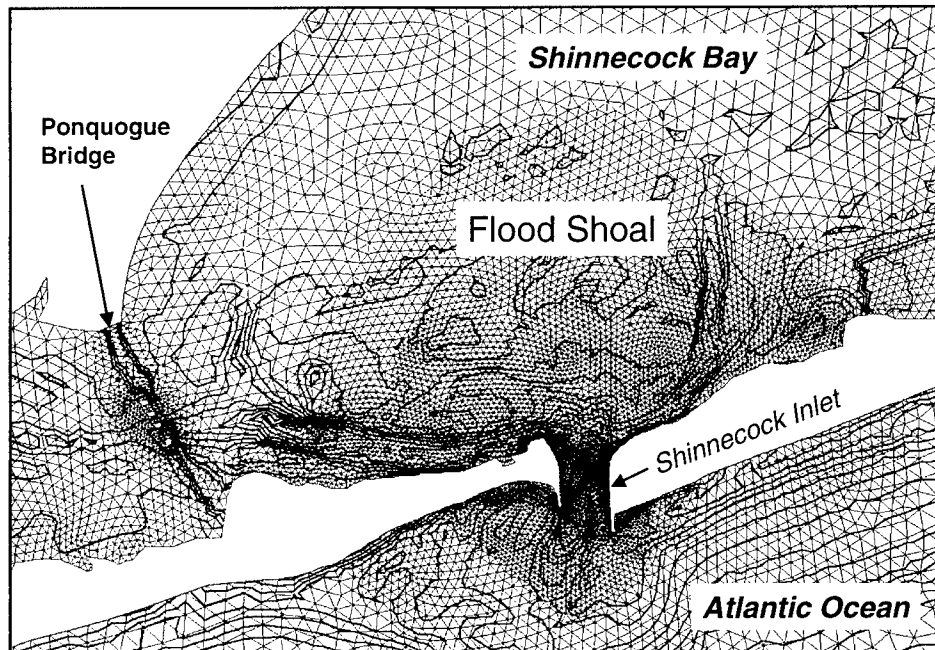 Shinnecock Bay
Ponquogue
Bridge
Flood Shoal
Shinnecock Inlet
Atlantic Ocean